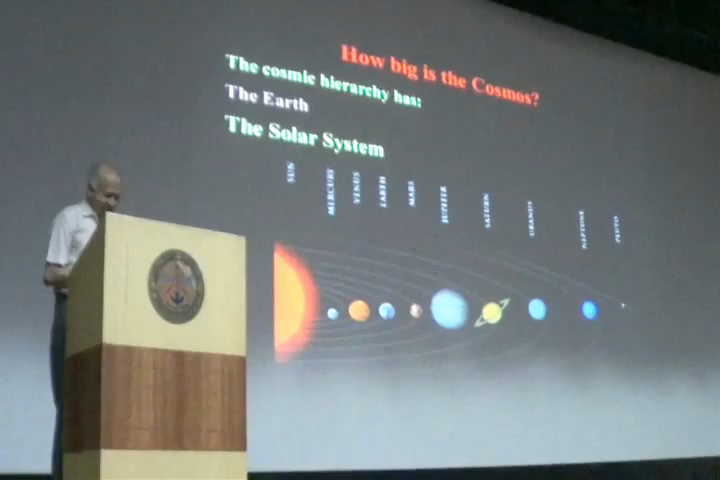 How big is the Cosmos?
The cosmic hierarchy has:
The Earth
The Solar System
SUN
MERCURY
VENUS
EARTH
MARS
JUPITER
SATURN
URANUS
NEPTUNE
PLUTO